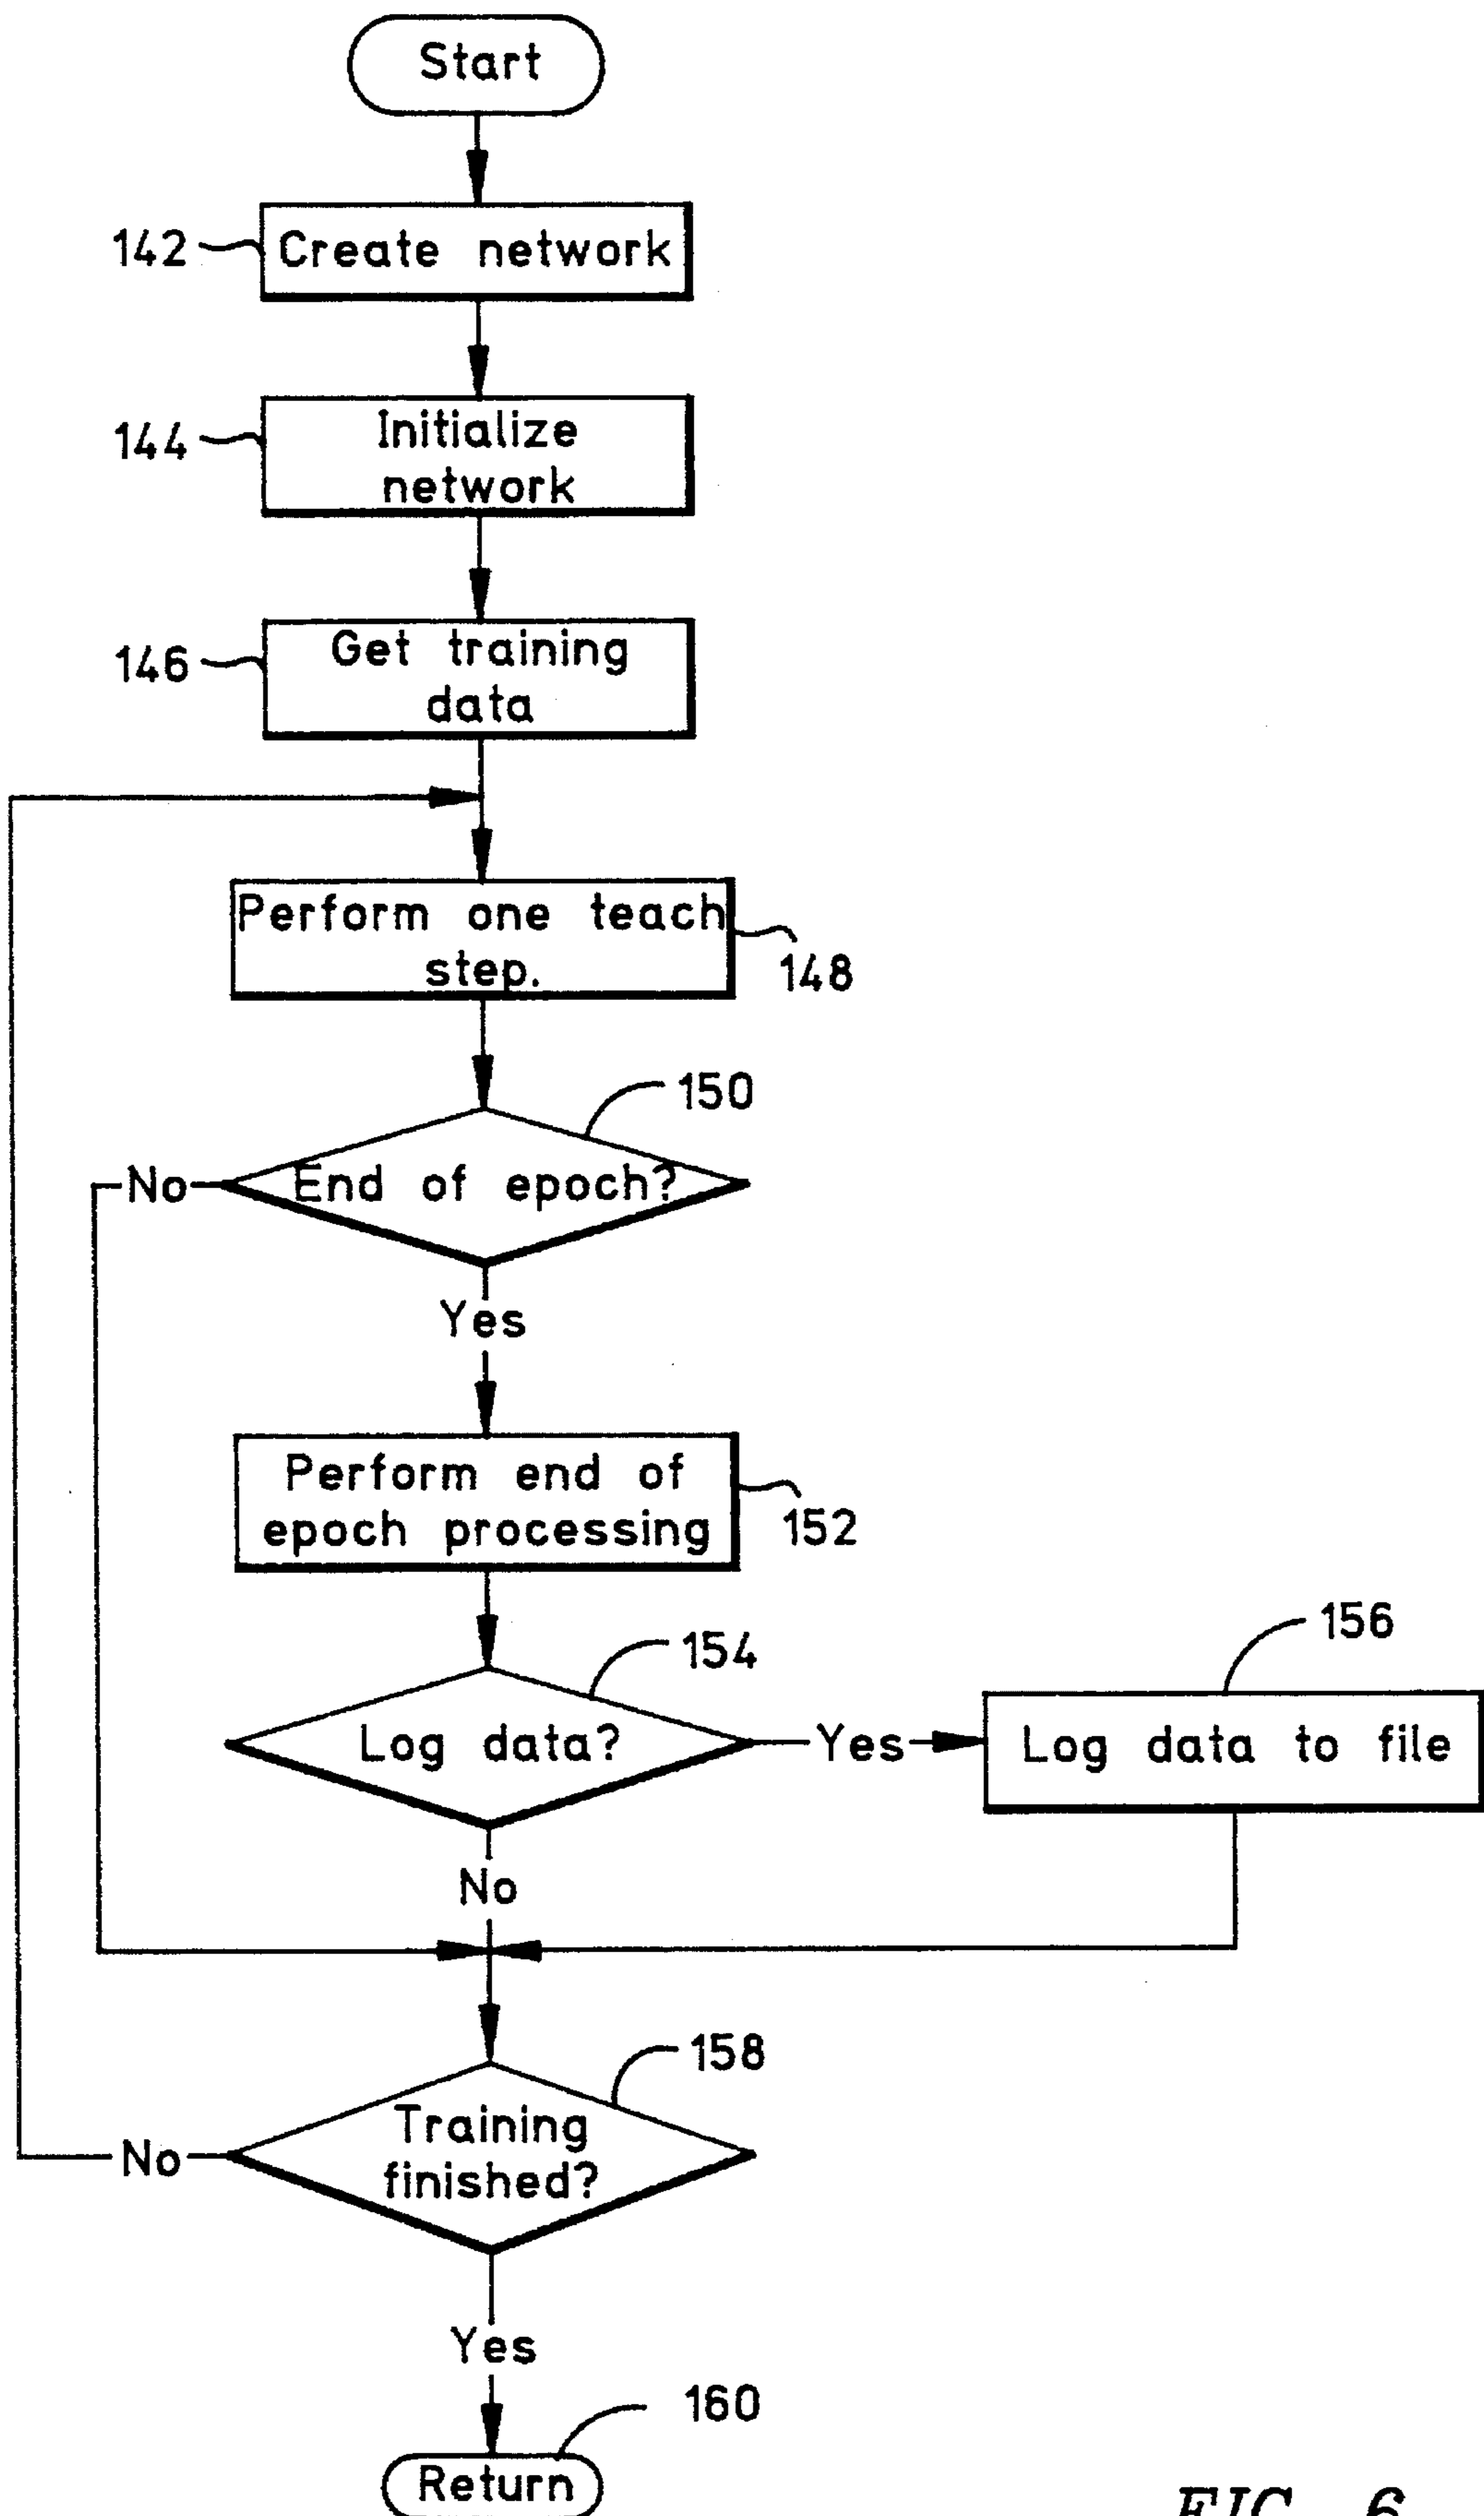 Start
142
Create network
144
Initialize
network
146
Get training
data
Perform one teach
step.
148
150
No
End of epoch?
Yes
Perform end of
epoch processing
152
154
156
Log data?
Yes
Log data to file
No
158
No
Training
finished?
Yes
160
Return
FIG. 6